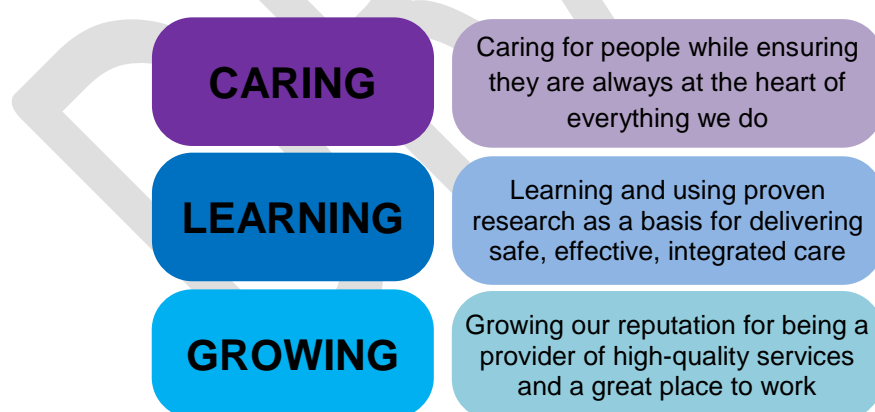 CARING
Caring for people while ensuring
they are always at the heart of
everything we do
LEARNING
Learning and using proven
research as a basis for delivering
safe, effective, integrated care
GROWING
Growing our reputation for being a
provider of high-quality services
and a great place to work